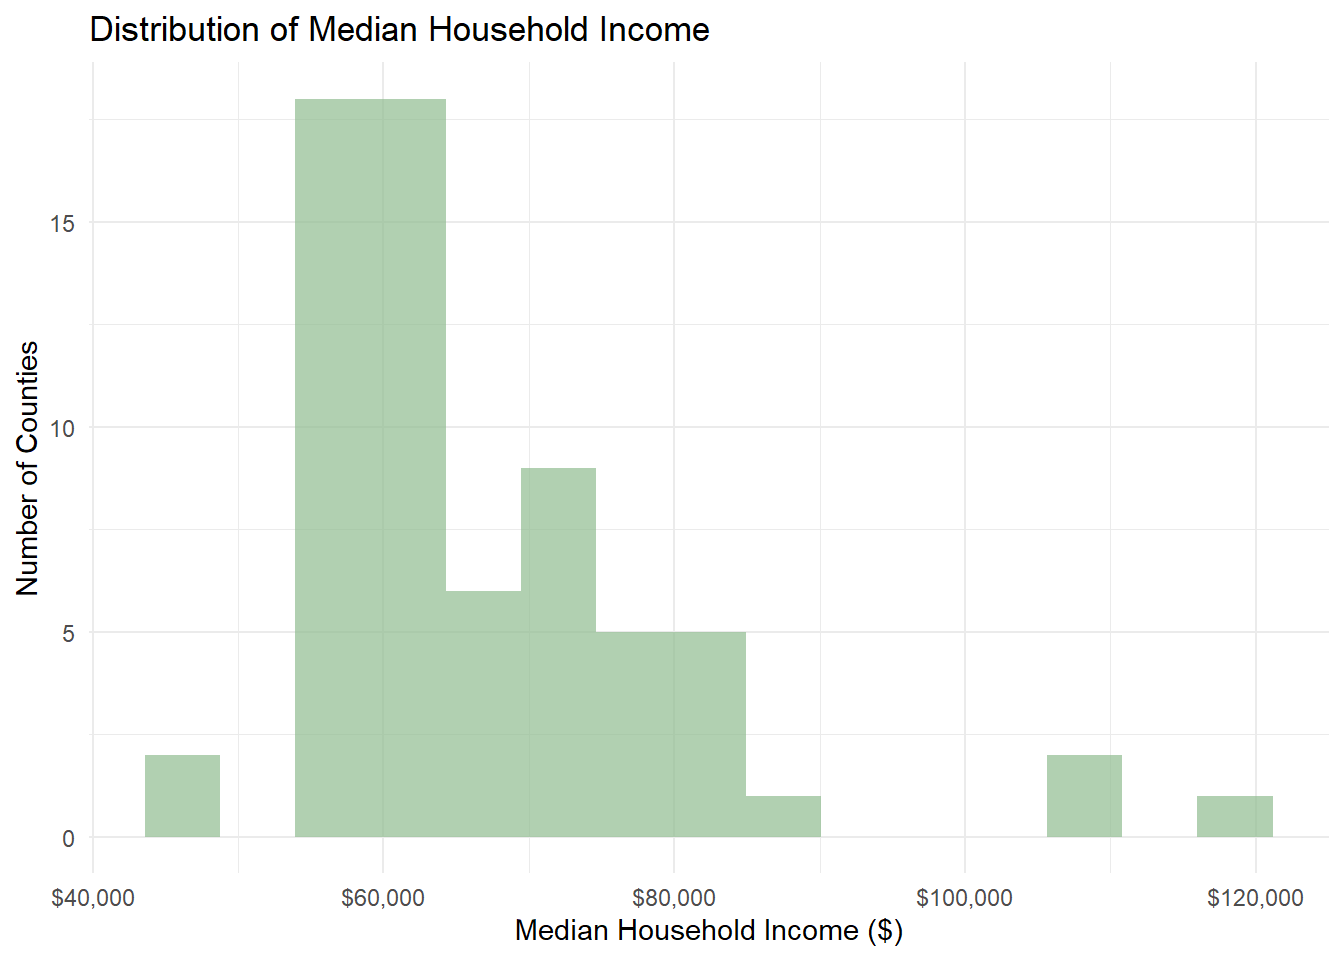 Distribution of Median Household Income
Number of Counties
15
10
5
0
$40,000 $60,000 $80,000 $100,000 $120,000
Median Household Income ($)